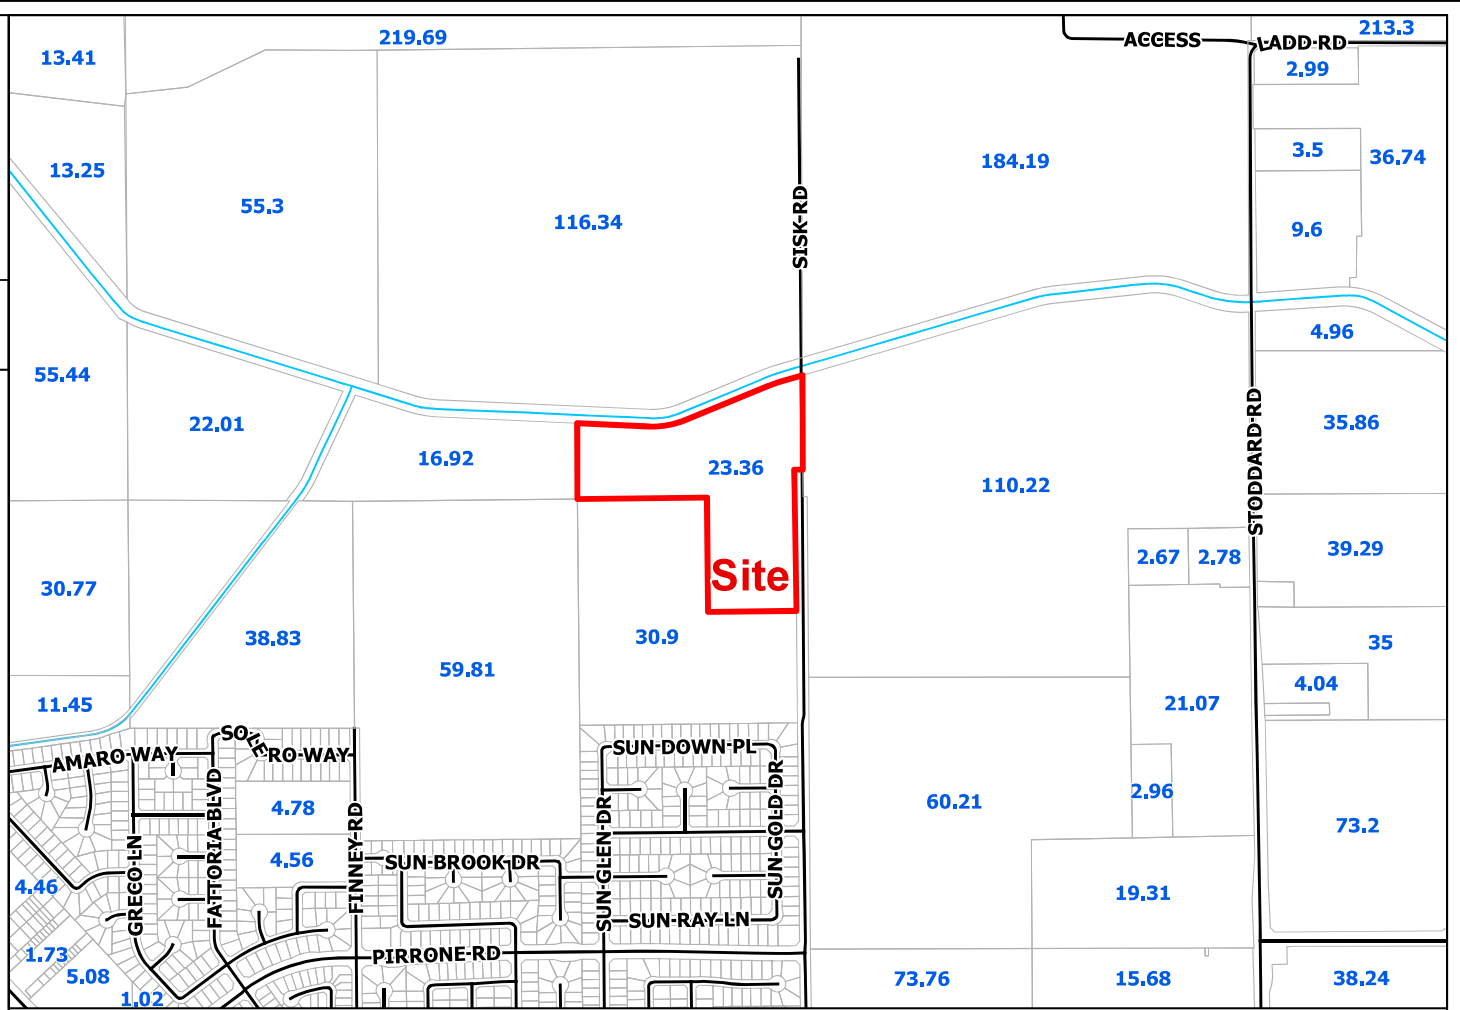 219.69
213.3
ACCESS
LADD RD
13.41
2.99
3.5
36.74
184.19
13.25
55.3
116.34
SISK RD
9.6
4.96
55.44
22.01
16.92
23.36
110.22
STODDARD RD
35.86
39.29
2.67
2.78
30.77
Site
38.83
59.81
30.9
35
4.04
11.45
21.07
AMARO WAY
SOLE
RO WAY
SUN DOWN PL
SUN GOLD DR
4.78
FATTORIA BLVD
FINNEY RD
SUN GLEN DR
60.21
2.96
73.2
GRECO LN
4.56
SUN BROOK DR
4.46
19.31
SUN RAY LN
1.73
5.08
1.02
PIRRONE RD
73.76
15.68
38.24